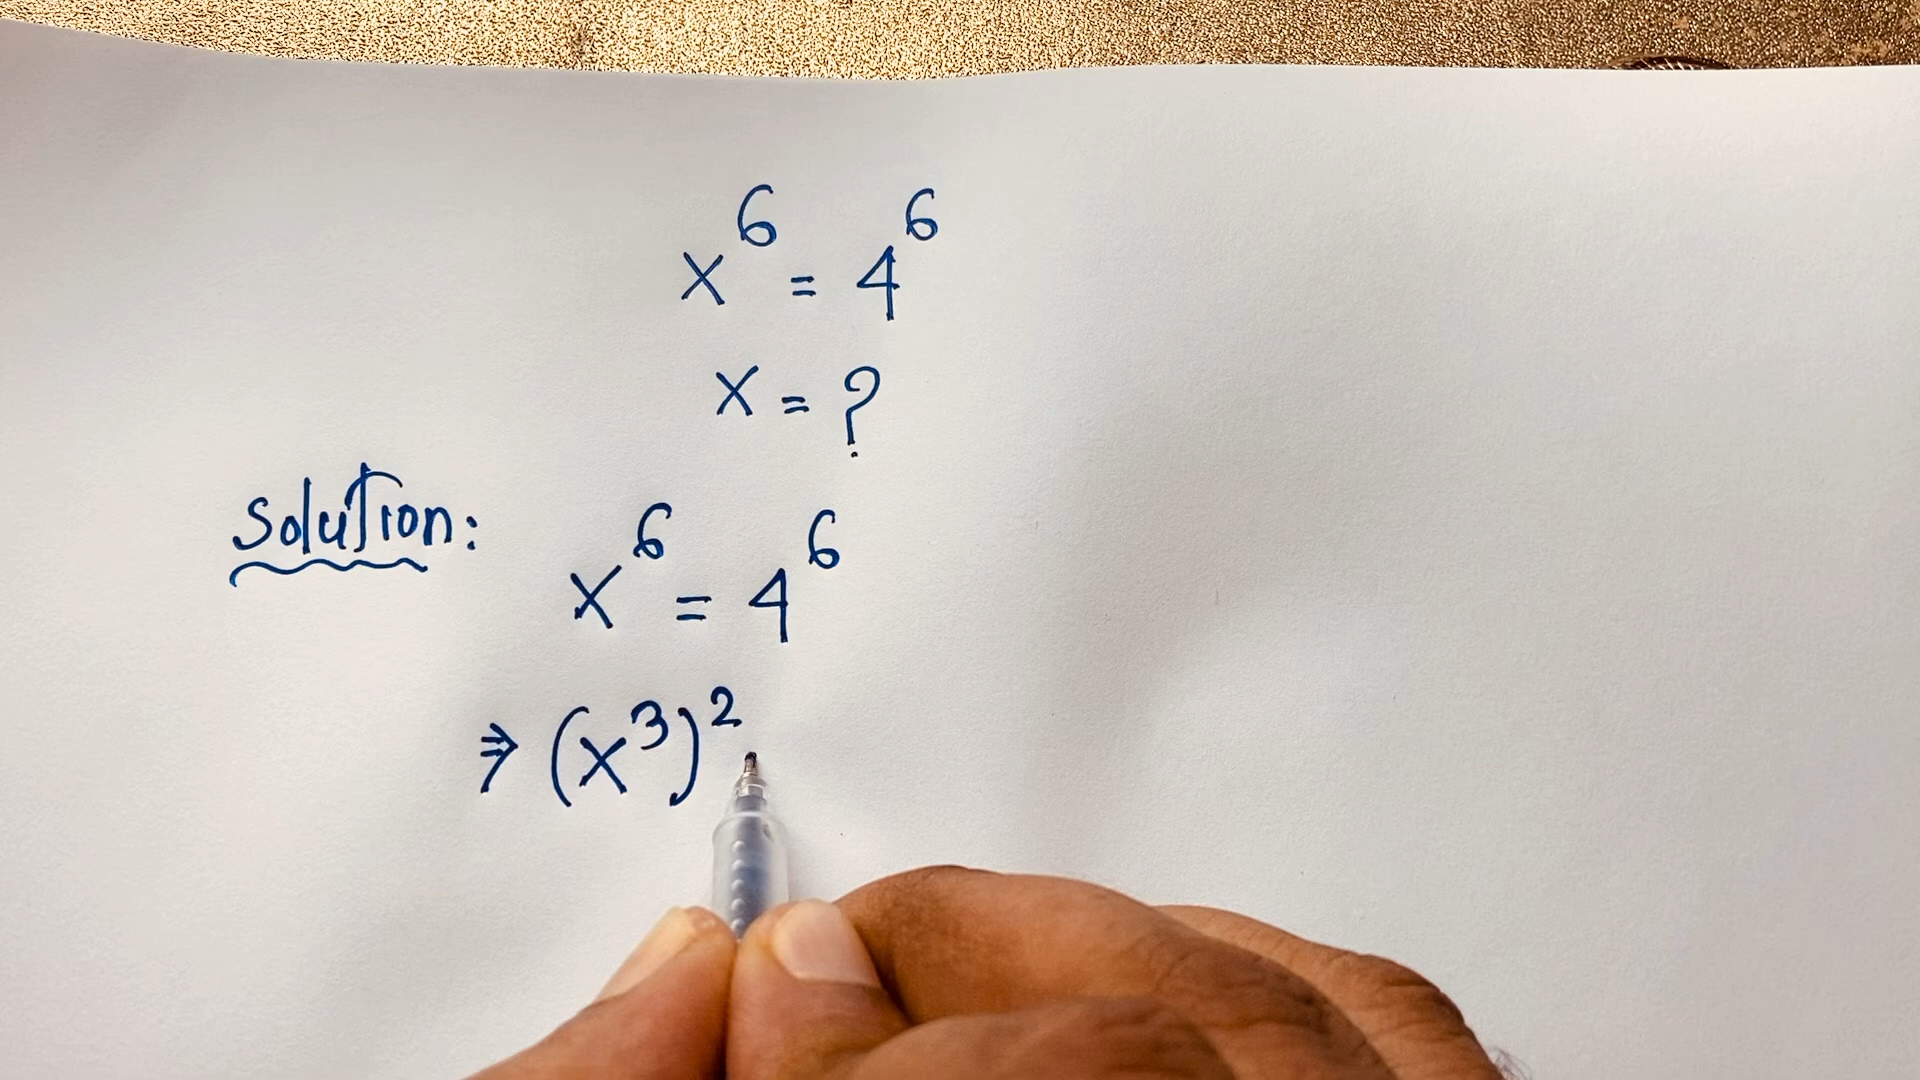 x⁶ = 4⁶
x = ?
Solution:
x⁶ = 4⁶
⇒ (x³)²